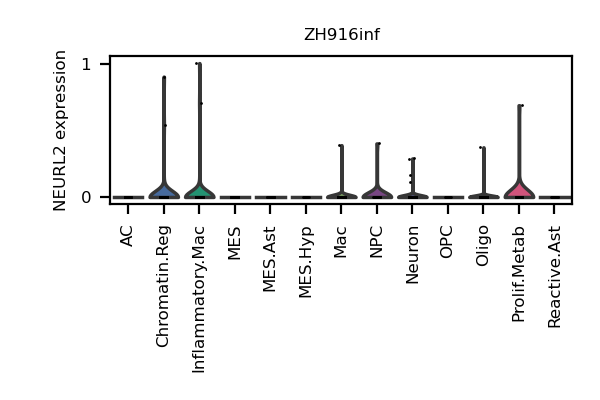 ZH916inf
NEURL2 expression
1
0
AC
Chromatin.Reg
Inflammatory.Mac
MES
MES.Ast
MES.Hyp
Mac
NPC
Neuron
OPC
Oligo
Prolif.Metab
Reactive.Ast